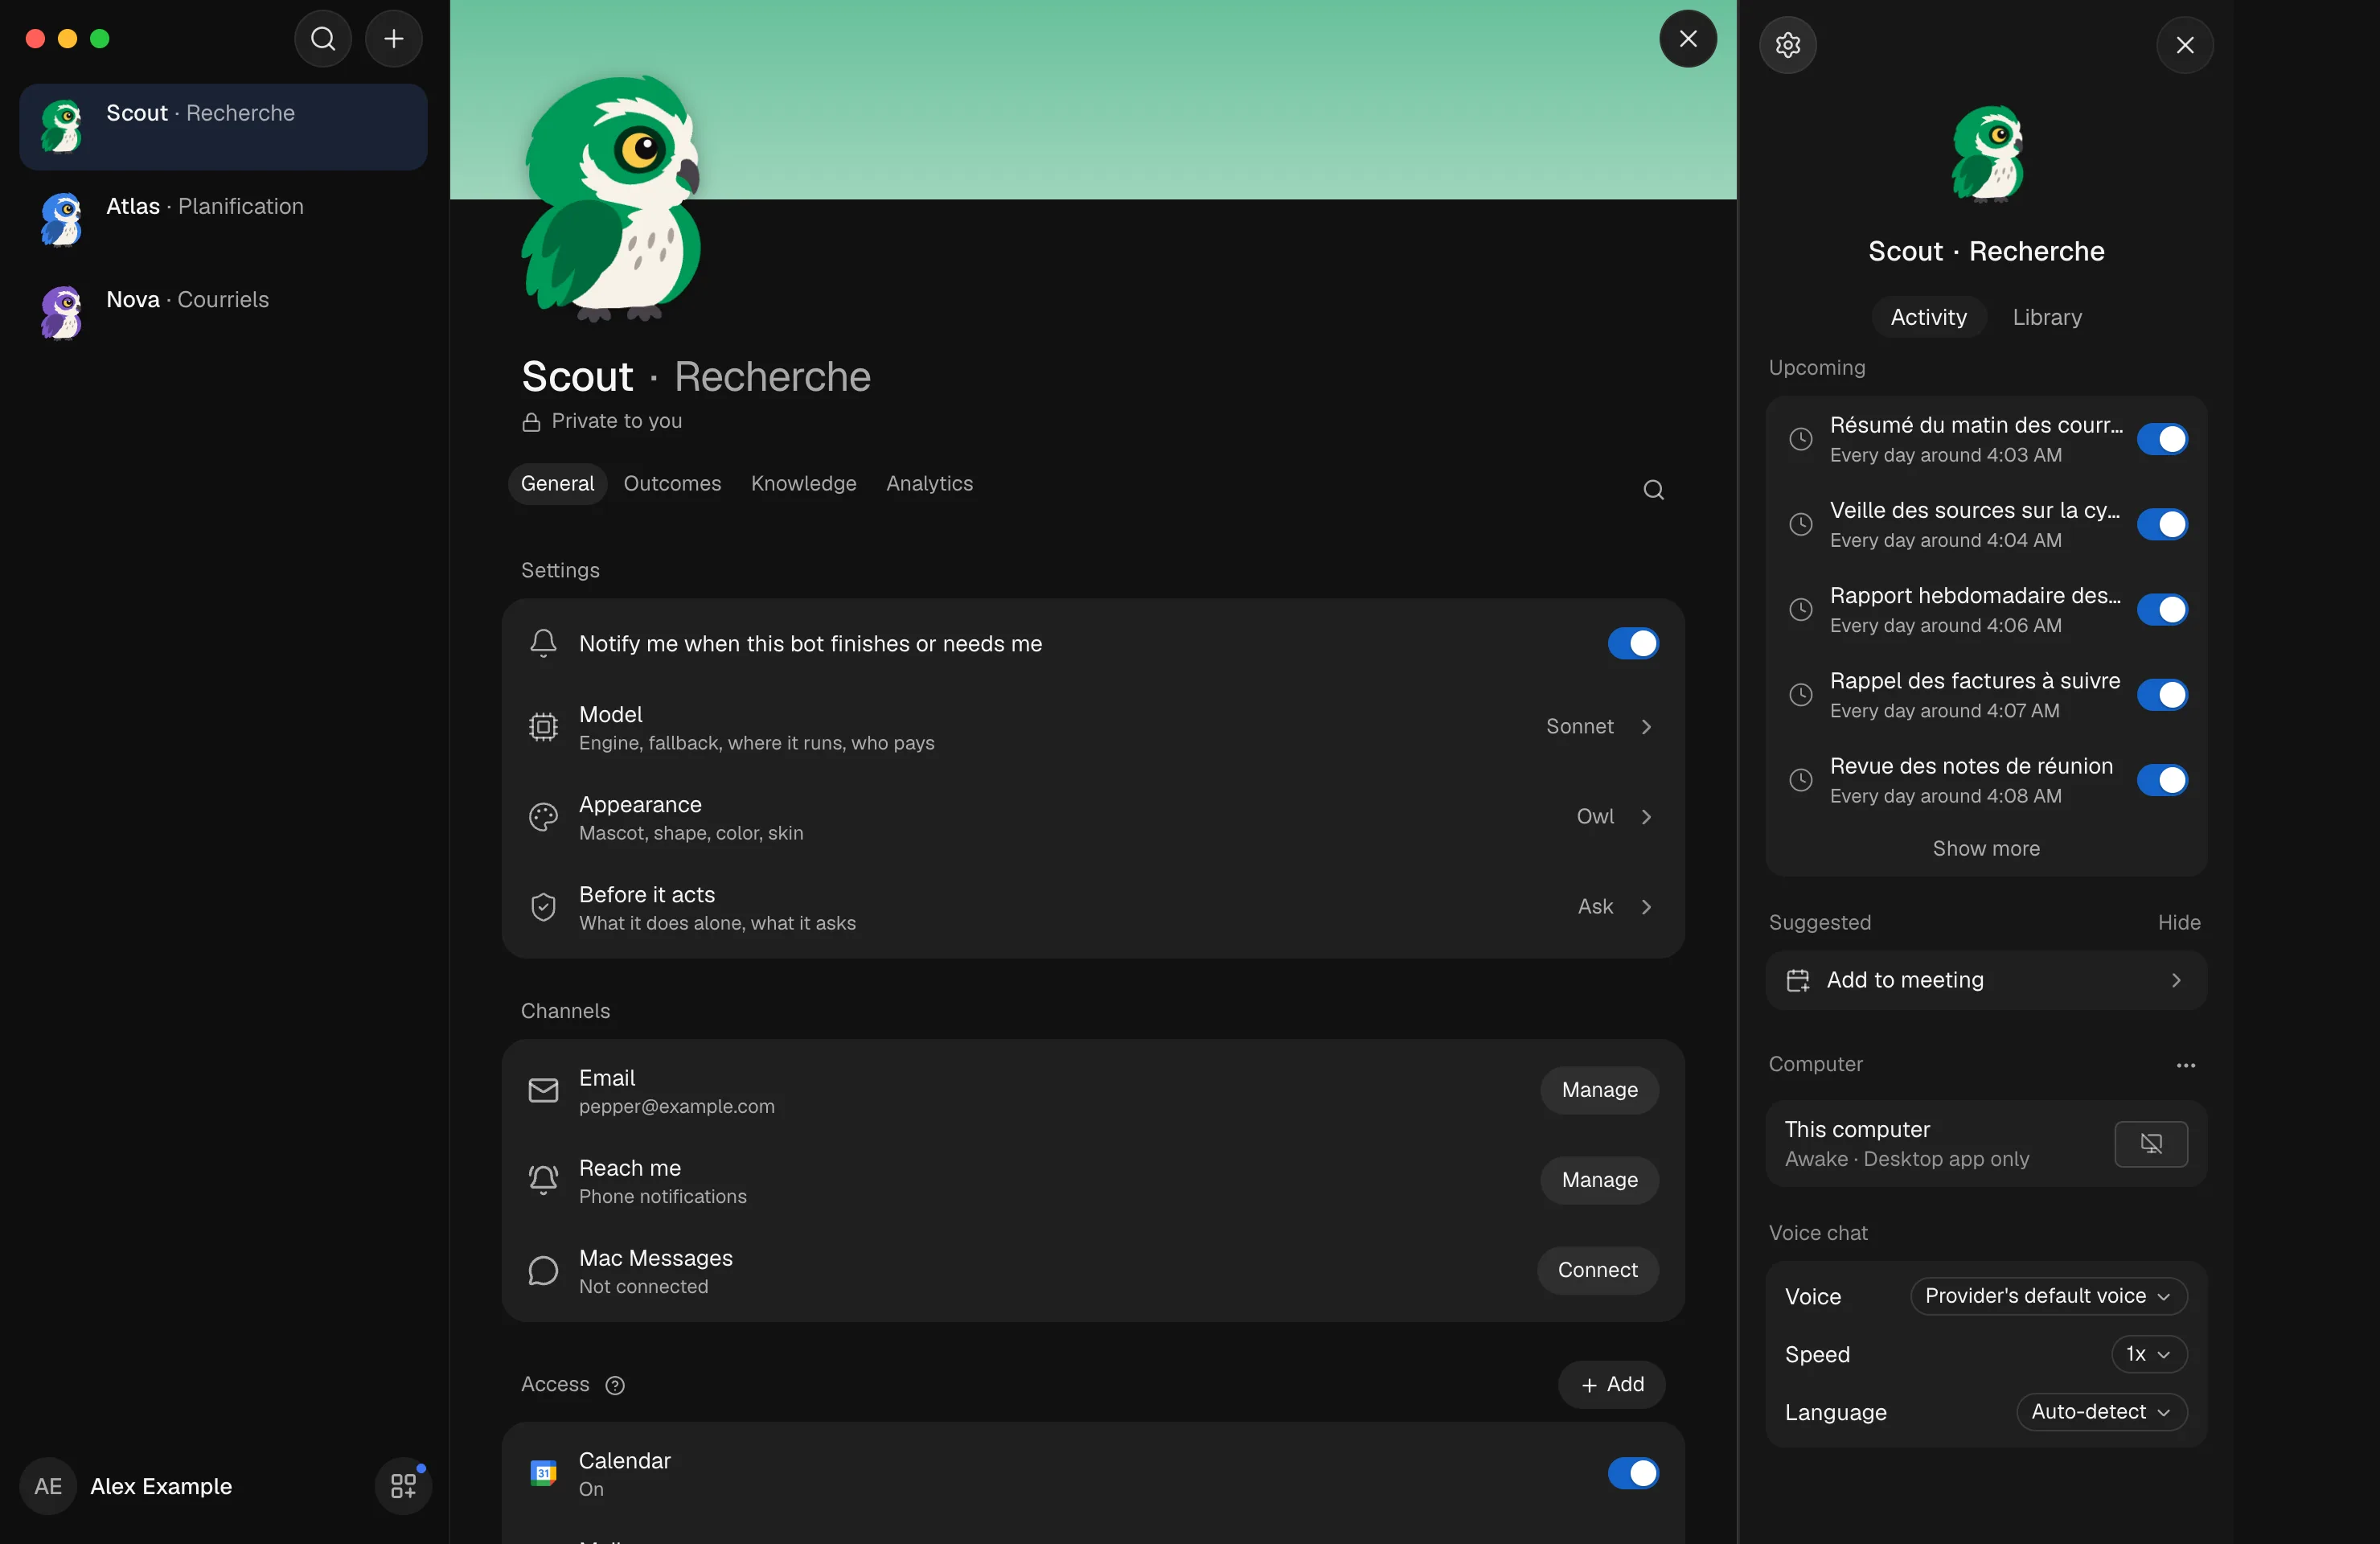 Scout · Recherche
Atlas · Planification
Nova · Courriels
AE
Alex Example
Scout · Recherche
Private to you
General
Outcomes
Knowledge
Analytics
Settings
Notify me when this bot finishes or needs me
Model
Engine, fallback, where it runs, who pays
Sonnet
Appearance
Mascot, shape, color, skin
Owl
Before it acts
What it does alone, what it asks
Ask
Channels
Email
pepper@example.com
Manage
Reach me
Phone notifications
Manage
Mac Messages
Not connected
Connect
Access
Add
31
Calendar
On
Scout · Recherche
Activity
Library
Upcoming
Résumé du matin des courr...
Every day around 4:03 AM
Veille des sources sur la cy...
Every day around 4:04 AM
Rapport hebdomadaire des...
Every day around 4:06 AM
Rappel des factures à suivre
Every day around 4:07 AM
Revue des notes de réunion
Every day around 4:08 AM
Show more
Suggested
Hide
Add to meeting
Computer
This computer
Awake · Desktop app only
Voice chat
Voice
Provider's default voice
Speed
1x
Language
Auto-detect